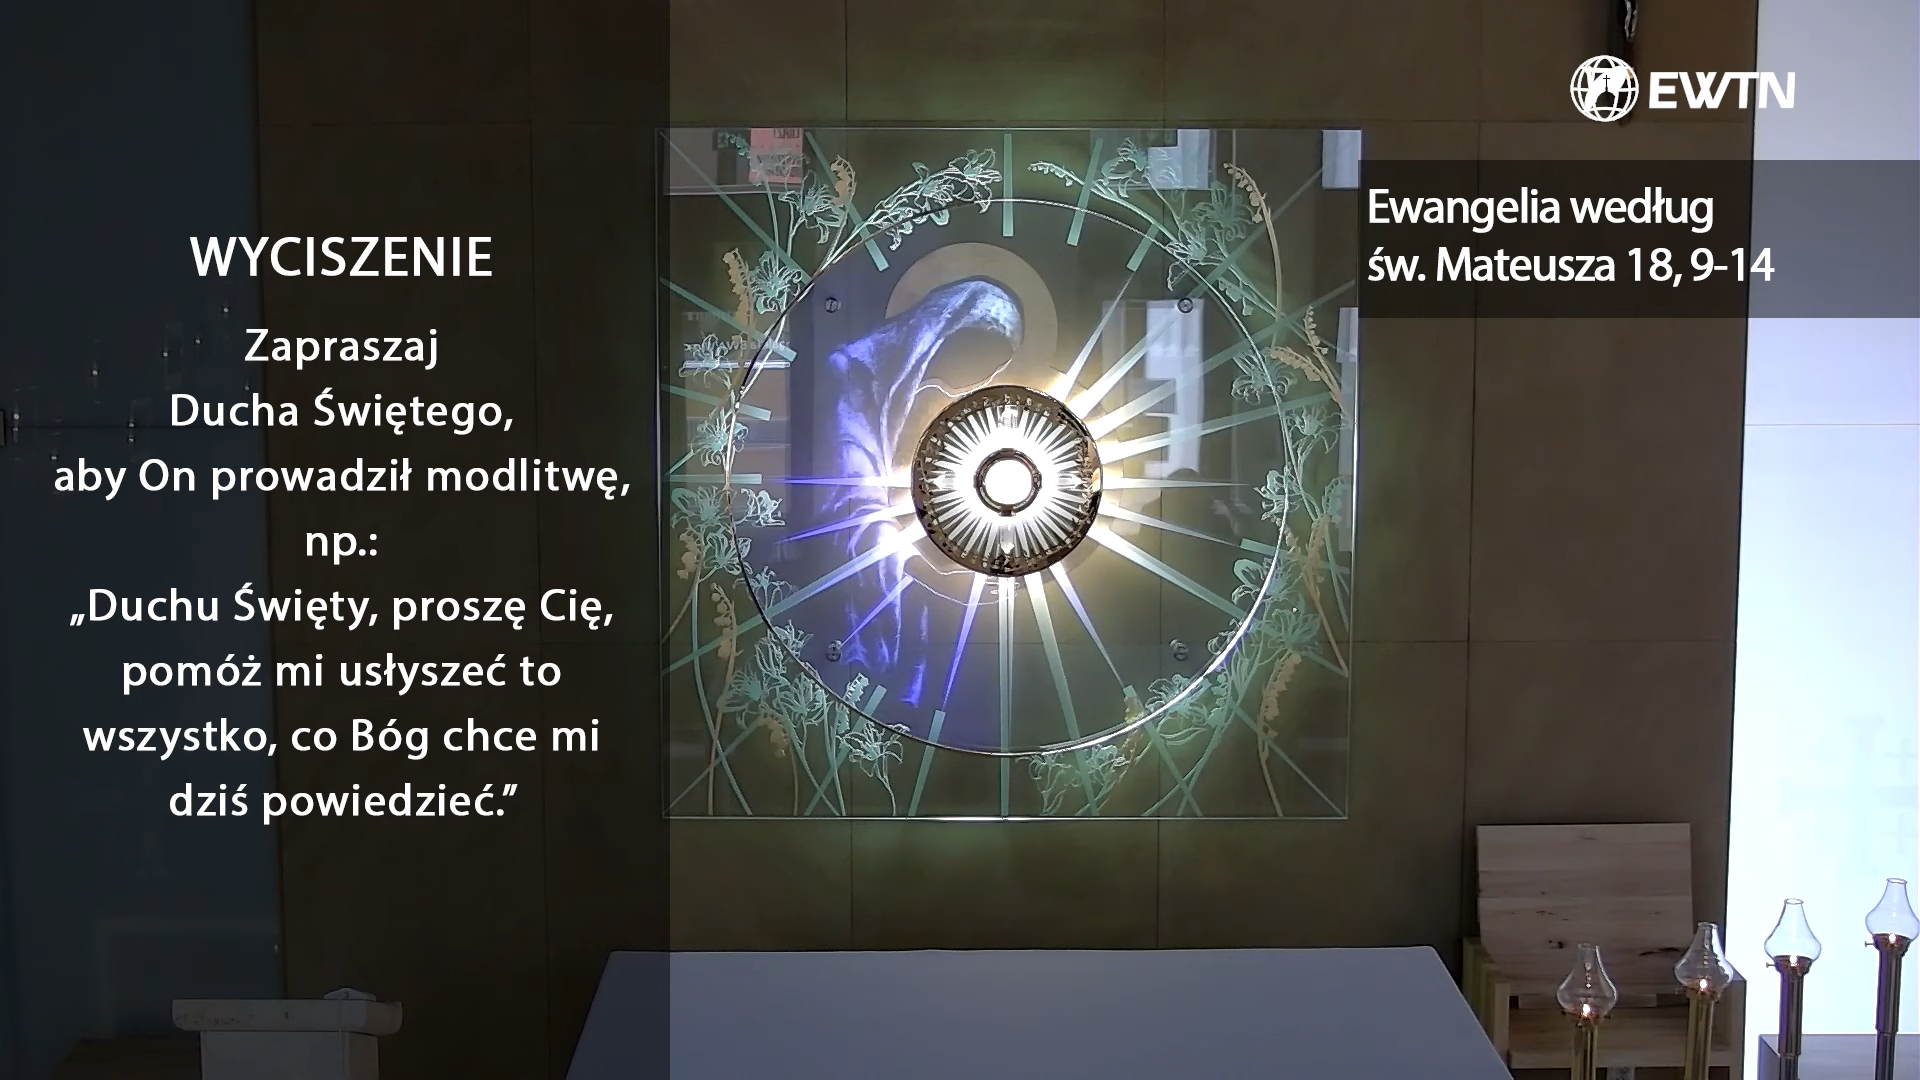 EWTN
Ewangelia według
św. Mateusza 18, 9-14
WYCISZENIE
Zapraszaj
Ducha Świętego,
aby On prowadził modlitwę,
np.:
„Duchu Święty, proszę Cię,
pomóż mi usłyszeć to
wszystko, co Bóg chce mi
dziś powiedzieć.”